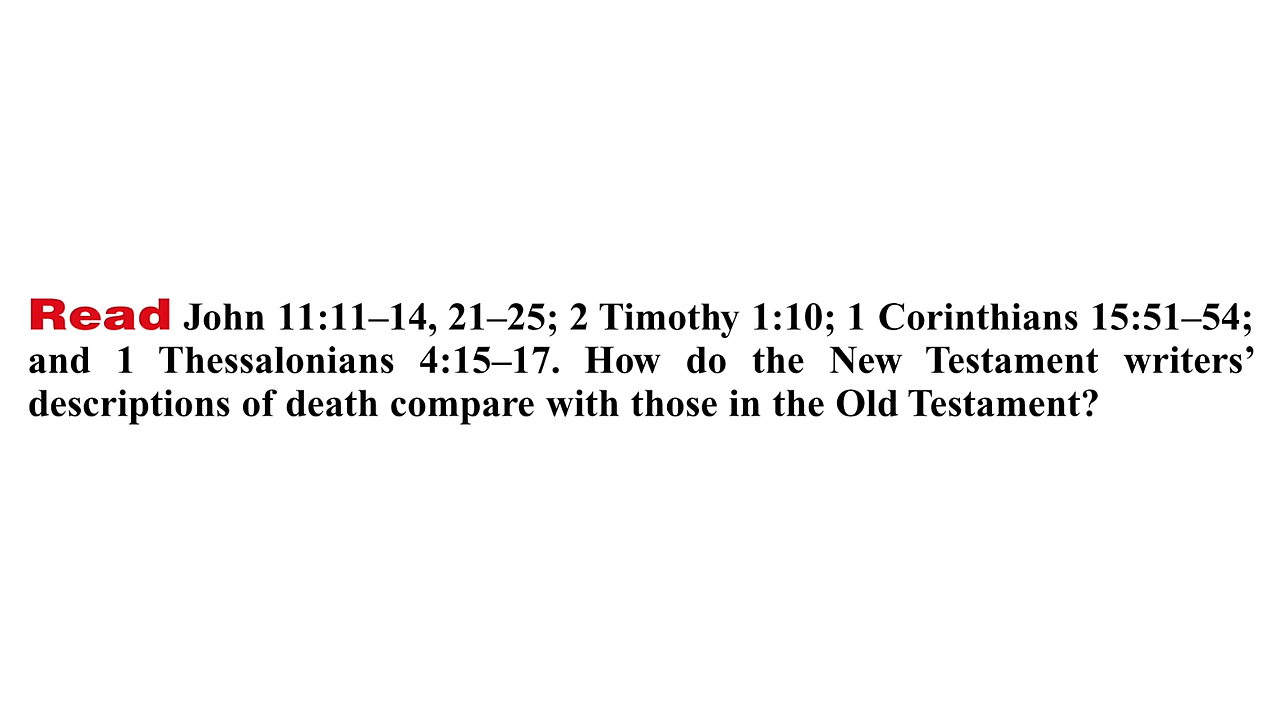 Read John 11:11–14, 21–25; 2 Timothy 1:10; 1 Corinthians 15:51–54;
and 1 Thessalonians 4:15–17. How do the New Testament writers’
descriptions of death compare with those in the Old Testament?